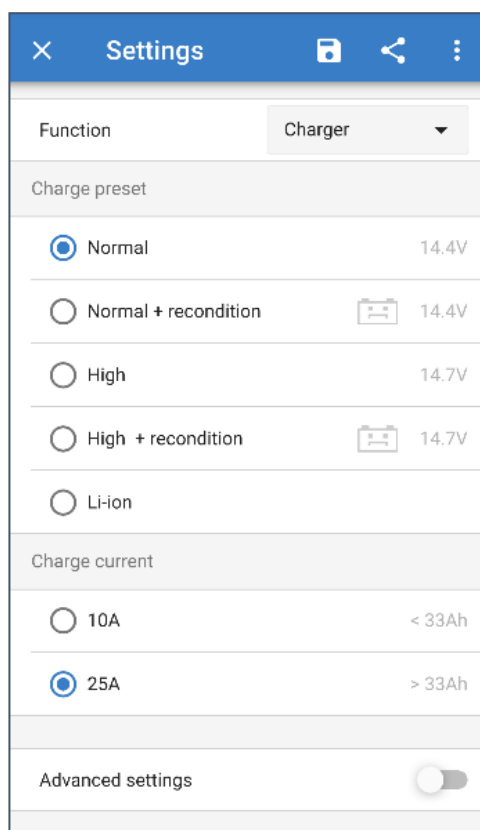 Settings
Function Charger
Charge preset
Normal 14.4V
Normal + recondition 14.4V
High 14.7V
High + recondition 14.7V
Li-ion
Charge current
10A < 33Ah
25A > 33Ah
Advanced settings